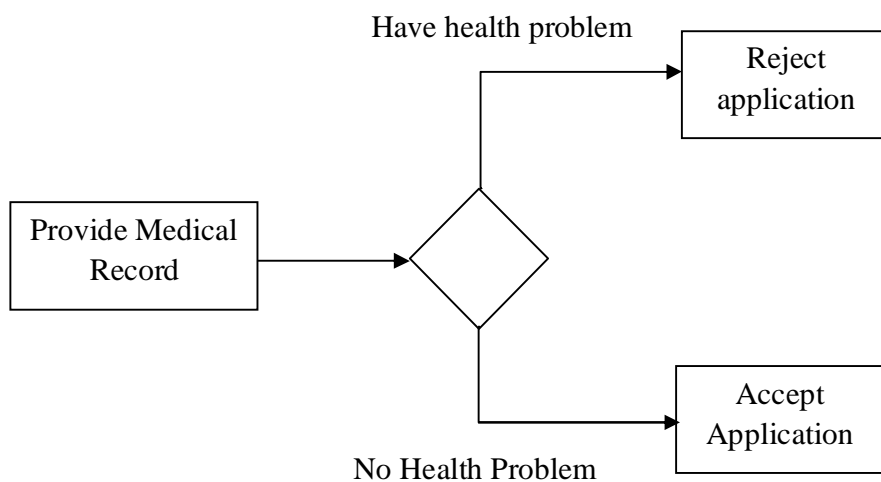 Have health problem
Reject
application
Provide Medical
Record
Accept
Application
No Health Problem